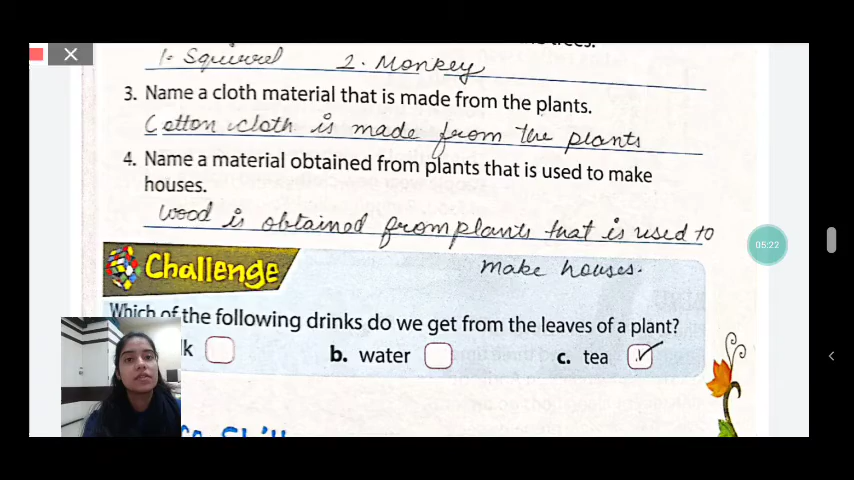 trees.
1. Squirrel 2. Monkey
3. Name a cloth material that is made from the plants.
Cotton cloth is made from the plants
4. Name a material obtained from plants that is used to make
houses.
wood is obtained from plants that is used to
make houses.
Challenge
Which of the following drinks do we get from the leaves of a plant?
k b. water c. tea
05:22